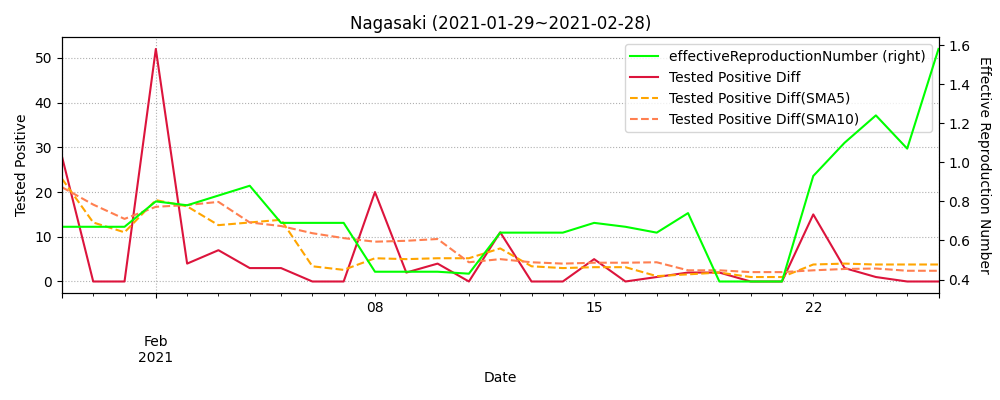 Nagasaki (2021-01-29~2021-02-28)
effectiveReproductionNumber (right)
Tested Positive Diff
Tested Positive Diff(SMA5)
Tested Positive Diff(SMA10)
Tested Positive
50
40
30
20
10
0
Effective Reproduction Number
1.6
1.4
1.2
1.0
0.8
0.6
0.4
08
15
22
Feb
2021
Date